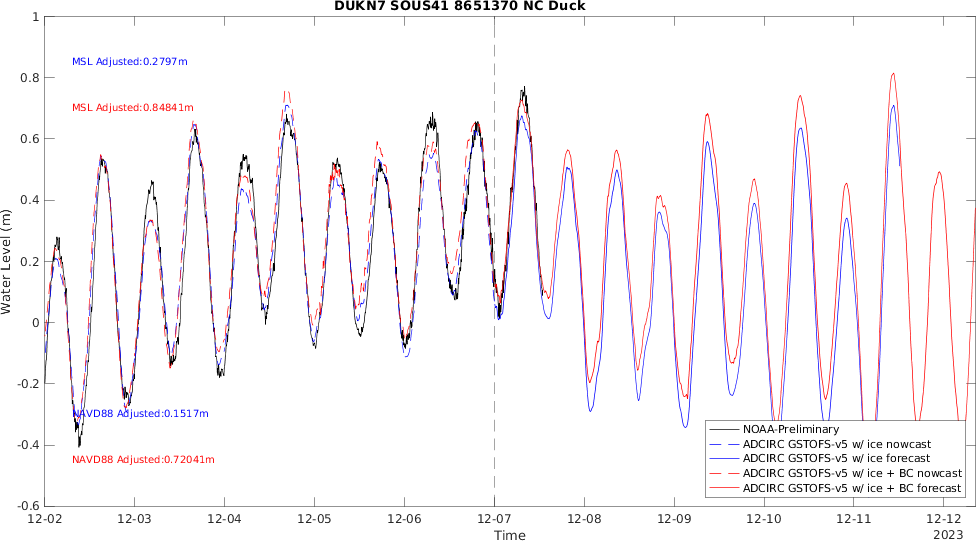 DUKN7 SOUS41 8651370 NC Duck
1
0.8
0.6
0.4
0.2
0
-0.2
-0.4
-0.6
Water Level (m)
MSL Adjusted:0.2797m
MSL Adjusted:0.84841m
NAVD88 Adjusted:0.1517m
NAVD88 Adjusted:0.72041m
NOAA-Preliminary
ADCIRC GSTOFS-v5 w/ ice nowcast
ADCIRC GSTOFS-v5 w/ ice forecast
ADCIRC GSTOFS-v5 w/ ice + BC nowcast
ADCIRC GSTOFS-v5 w/ ice + BC forecast
12-02 12-03 12-04 12-05 12-06 12-07 12-08 12-09 12-10 12-11 12-12
Time
2023